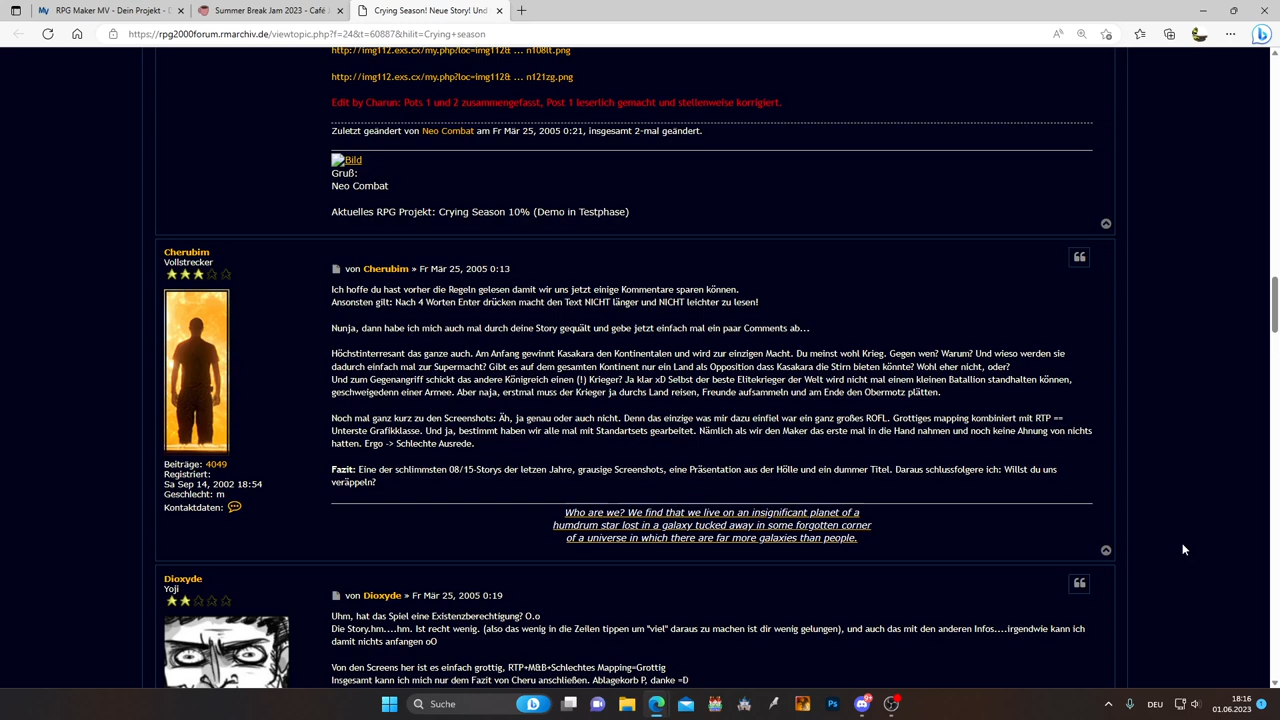 RPG Maker MV - Dein Projekt - D
Summer Break Jam 2023 - Café J
Crying Season! Neue Story! Und
https://rpg2000forum.rmarchiv.de/viewtopic.php?f=24&t=60887&hilit=Crying+season
http://img112.exs.cx/my.php?loc=img112& ... n108lt.png
http://img112.exs.cx/my.php?loc=img112& ... n121zg.png
Edit by Charun: Pots 1 und 2 zusammengefasst, Post 1 leserlich gemacht und stellenweise korrigiert.
Zuletzt geändert von Neo Combat am Fr Mär 25, 2005 0:21, insgesamt 2-mal geändert.
Bild
Gruß:
Neo Combat
Aktuelles RPG Projekt: Crying Season 10% (Demo in Testphase)
Cherubim
Vollstrecker
von Cherubim » Fr Mär 25, 2005 0:13
Ich hoffe du hast vorher die Regeln gelesen damit wir uns jetzt einige Kommentare sparen können.
Ansonsten gilt: Nach 4 Worten Enter drücken macht den Text NICHT länger und NICHT leichter zu lesen!
Nunja, dann habe ich mich auch mal durch deine Story gequält und gebe jetzt einfach mal ein paar Comments ab...
Höchstinterresant das ganze auch. Am Anfang gewinnt Kasakara den Kontinentalen und wird zur einzigen Macht. Du meinst wohl Krieg. Gegen wen? Warum? Und wieso werden sie
dadurch einfach mal zur Supermacht? Gibt es auf dem gesamten Kontinent nur ein Land als Opposition dass Kasakara die Stirn bieten könnte? Wohl eher nicht, oder?
Und zum Gegenangriff schickt das andere Königreich einen (!) Krieger? Ja klar xD Selbst der beste Elitekrieger der Welt wird nicht mal einem kleinen Batallion standhalten können,
geschweigedenn einer Armee. Aber naja, erstmal muss der Krieger ja durchs Land reisen, Freunde aufsammeln und am Ende den Obermotz plätten.
Noch mal ganz kurz zu den Screenshots: Äh, ja genau oder auch nicht. Denn das einzige was mir dazu einfiel war ein ganz großes ROFL. Grottiges mapping kombiniert mit RTP ==
Unterste Grafikklasse. Und ja, bestimmt haben wir alle mal mit Standartsets gearbeitet. Nämlich als wir den Maker das erste mal in die Hand nahmen und noch keine Ahnung von nichts
hatten. Ergo -> Schlechte Ausrede.
Fazit: Eine der schlimmsten 08/15-Storys der letzen Jahre, grausige Screenshots, eine Präsentation aus der Hölle und ein dummer Titel. Daraus schlussfolgere ich: Willst du uns
veräppeln?
Beiträge: 4049
Registriert:
Sa Sep 14, 2002 18:54
Geschlecht: m
Kontaktdaten:
Who are we? We find that we live on an insignificant planet of a
humdrum star lost in a galaxy tucked away in some forgotten corner
of a universe in which there are far more galaxies than people.
Dioxyde
Yoji
von Dioxyde » Fr Mär 25, 2005 0:19
Uhm, hat das Spiel eine Existenzberechtigung? O.o
Die Story.hm....hm. Ist recht wenig. (also das wenig in die Zeilen tippen um "viel" daraus zu machen ist dir wenig gelungen), und auch das mit den anderen Infos....irgendwie kann ich
damit nichts anfangen oO
Von den Screens her ist es einfach grottig, RTP+M&B+Schlechtes Mapping=Grottig
Insgesamt kann ich mich nur dem Fazit von Cheru anschließen. Ablagekorb P, danke =D
Suche
DEU
18:16
01.06.2023